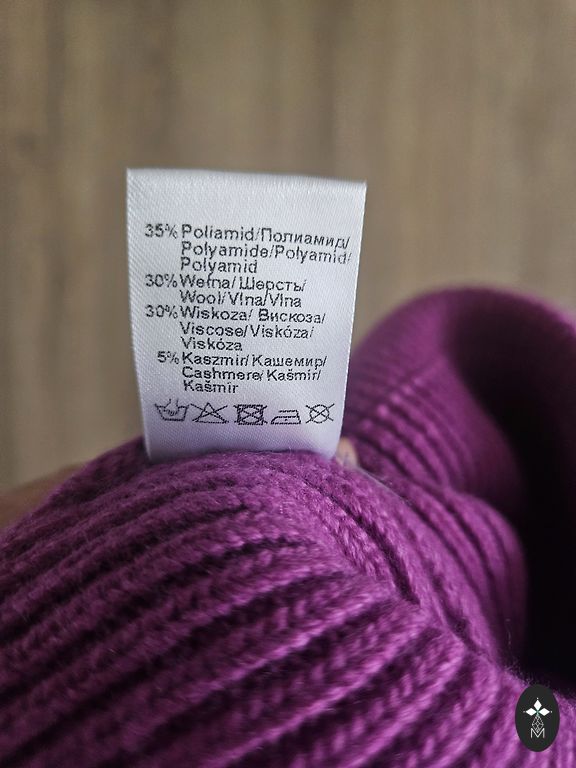 35% Poliamid/Полиамид/
Polyamide/Polyamid/
Polyamid
30% Wełna/Шерсть/
Wool/Vlna/Vlna
30% Wiskoza/ Вискоза/
Viscose/Viskóza/
Viskóza
5% Kaszmir/Кашемир/
Cashmere/Kašmír/
Kašmír
M